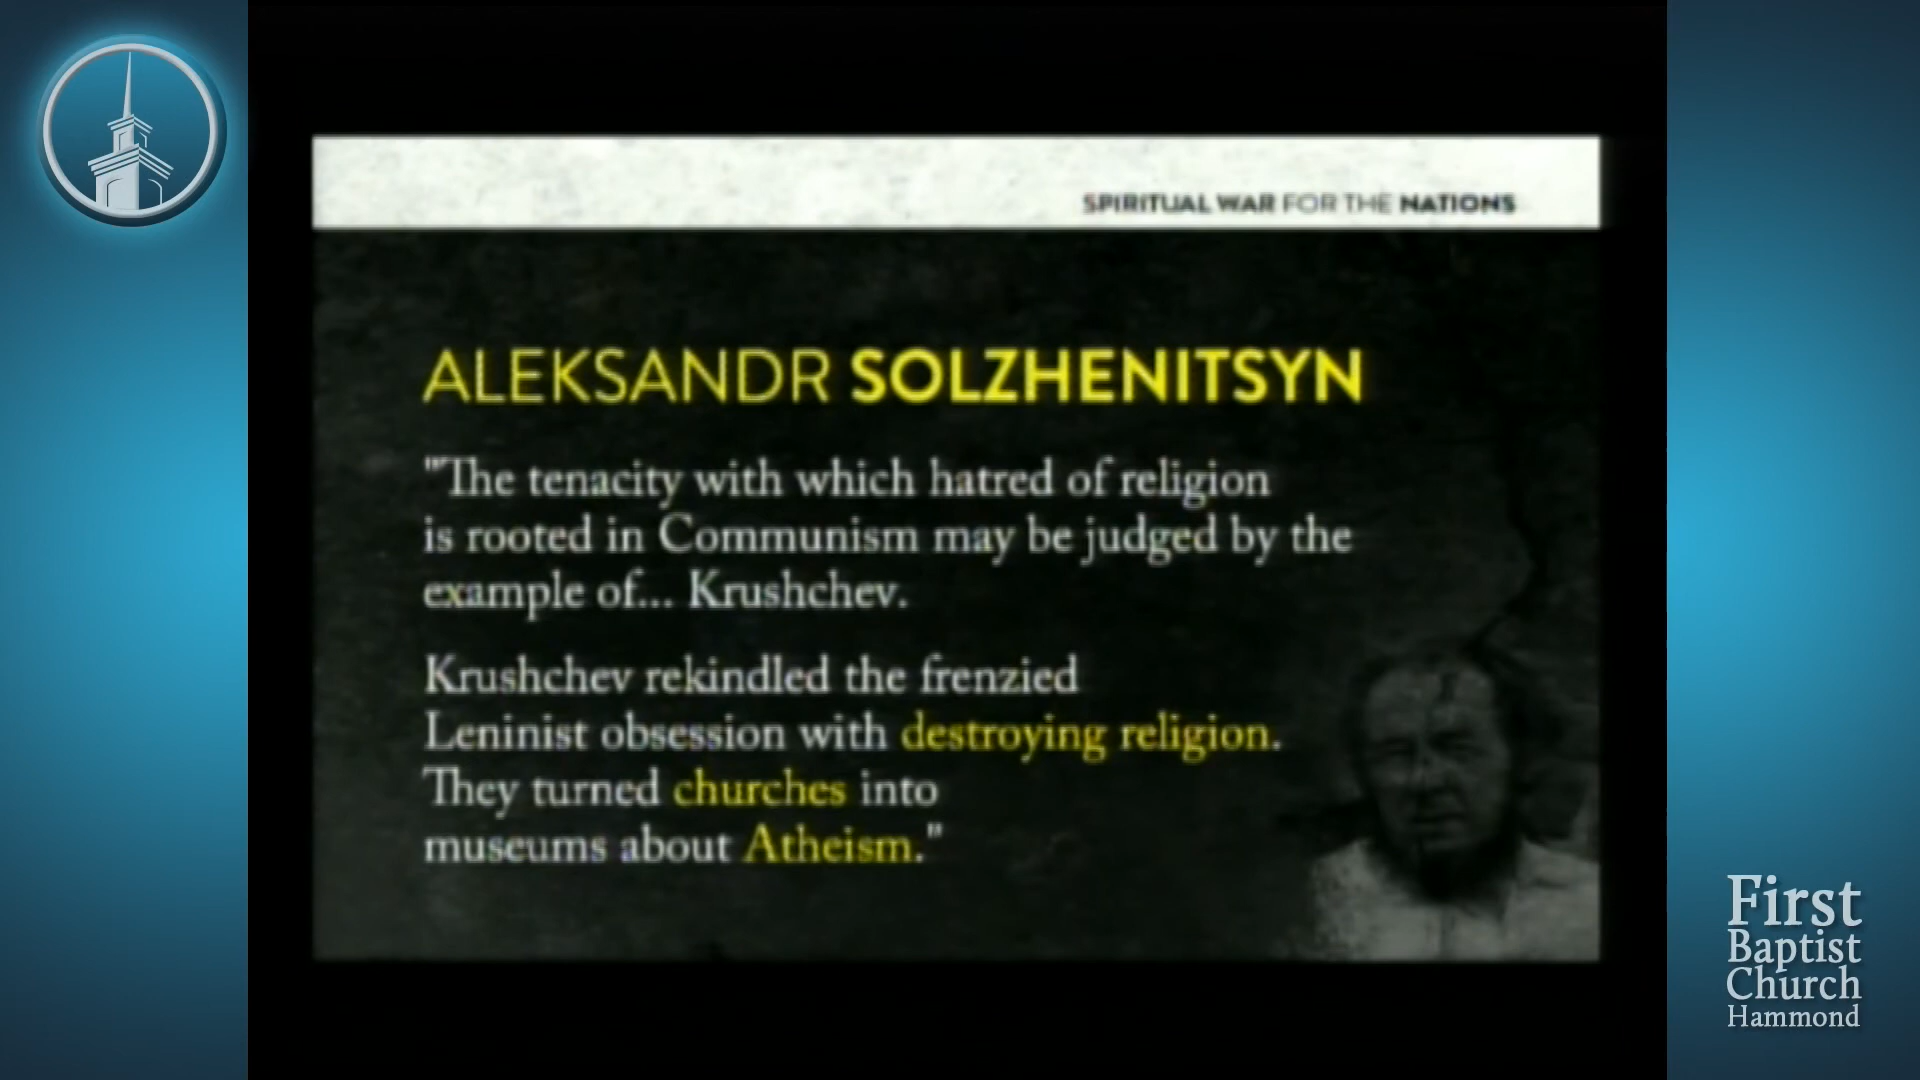 SPIRITUAL WAR FOR THE NATIONS
ALEKSANDR SOLZHENITSYN
"The tenacity with which hatred of religion
is rooted in Communism may be judged by the
example of... Krushchev.
Krushchev rekindled the frenzied
Leninist obsession with destroying religion.
They turned churches into
museums about Atheism."
First
Baptist
Church
Hammond